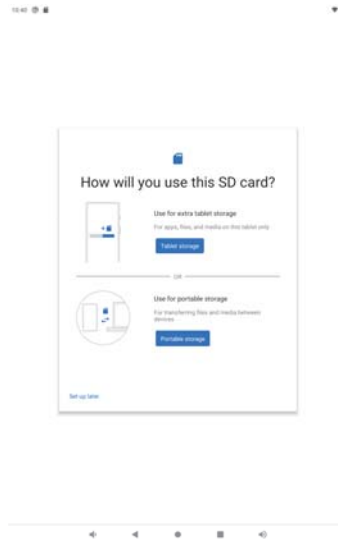 10:40
How will you use this SD card?
Use for extra tablet storage
For apps, files, and media on this tablet only
Tablet storage
OR
Use for portable storage
For transferring files and media between
devices
Portable storage
Set up later